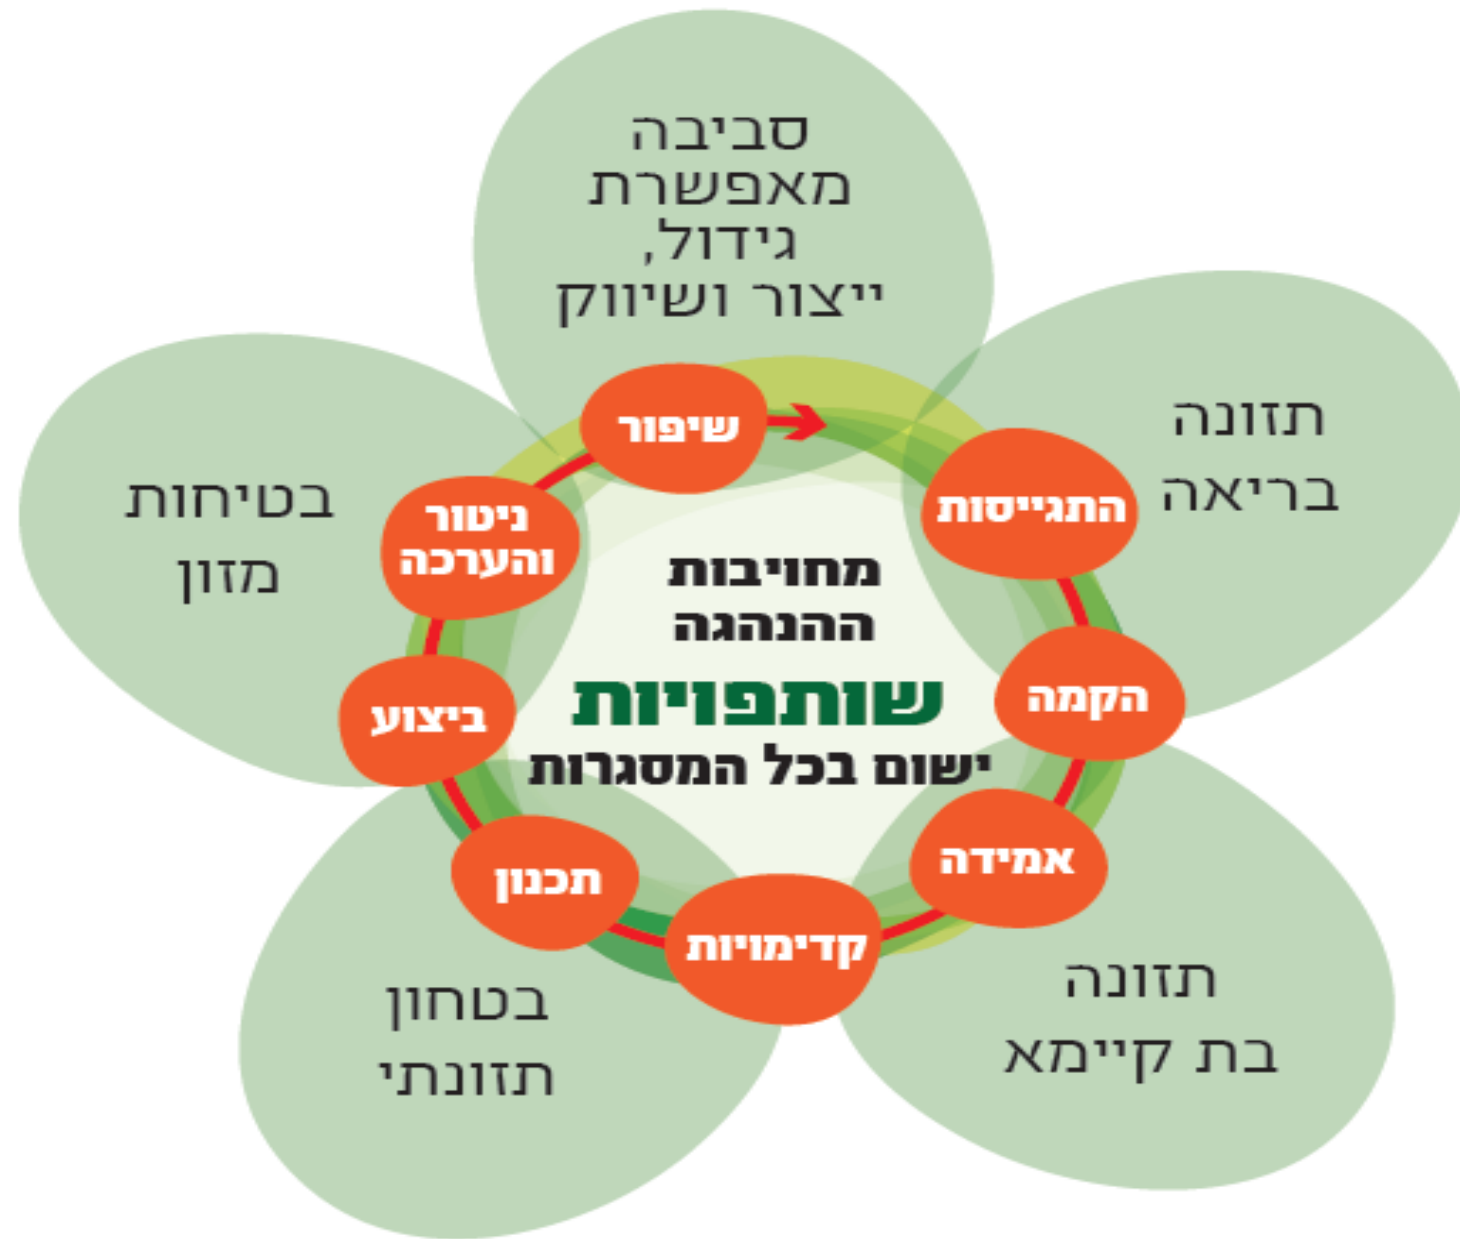 סביבה
מאפשרת
גידול,
ייצור ושיווק
תזונה
בריאה
תזונה
בת קיימא
בטחון
תזונתי
בטיחות
מזון
שיפור
התגייסות
הקמה
אמידה
קדימויות
תכנון
ביצוע
ניטור
והערכה
מחויבות
ההנהגה
שותפויות
ישום בכל המסגרות